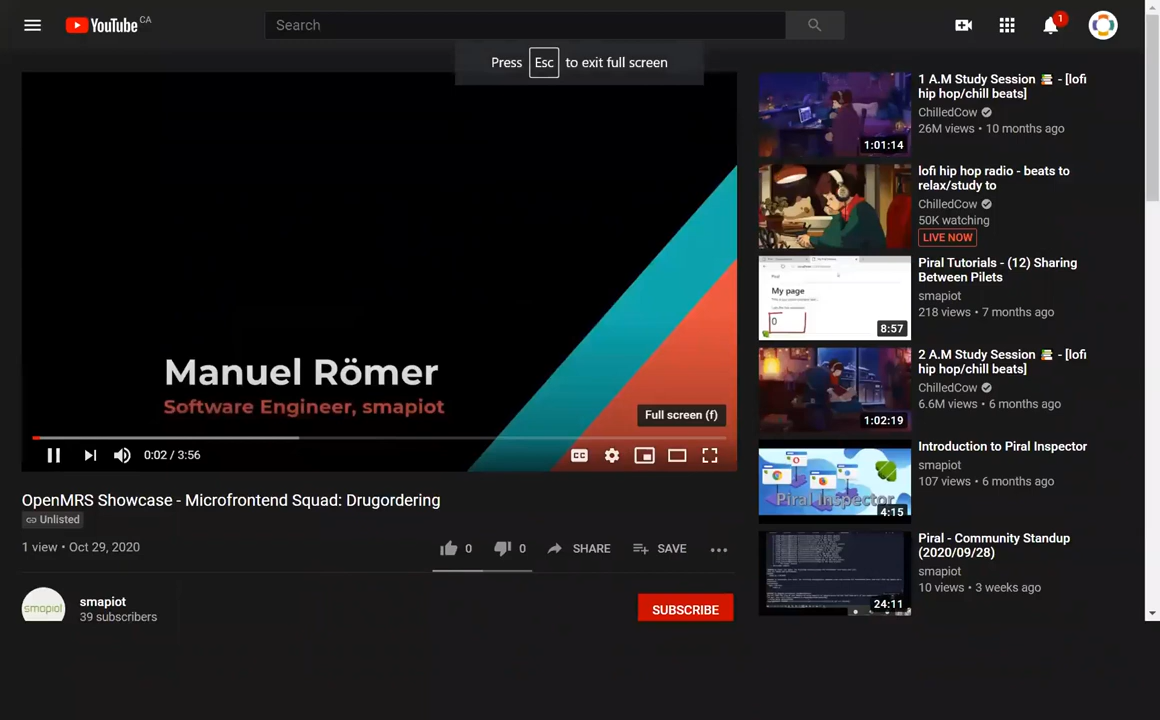 YouTube CA
Search
1
Press Esc to exit full screen
Manuel Römer
Software Engineer, smapiot
Full screen (f)
0:02 / 3:56
CC
OpenMRS Showcase - Microfrontend Squad: Drugordering
Unlisted
1 view • Oct 29, 2020
0
0
SHARE
SAVE
smapiot
smapiot
39 subscribers
SUBSCRIBE
1:01:14
1 A.M Study Session 📚 - [lofi
hip hop/chill beats]
ChilledCow
26M views • 10 months ago
lofi hip hop radio - beats to
relax/study to
ChilledCow
50K watching
LIVE NOW
My page
0
8:57
Piral Tutorials - (12) Sharing
Between Pilets
smapiot
218 views • 7 months ago
1:02:19
2 A.M Study Session 📚 - [lofi
hip hop/chill beats]
ChilledCow
6.6M views • 6 months ago
Piral Inspector
4:15
Introduction to Piral Inspector
smapiot
107 views • 6 months ago
24:11
Piral - Community Standup
(2020/09/28)
smapiot
10 views • 3 weeks ago